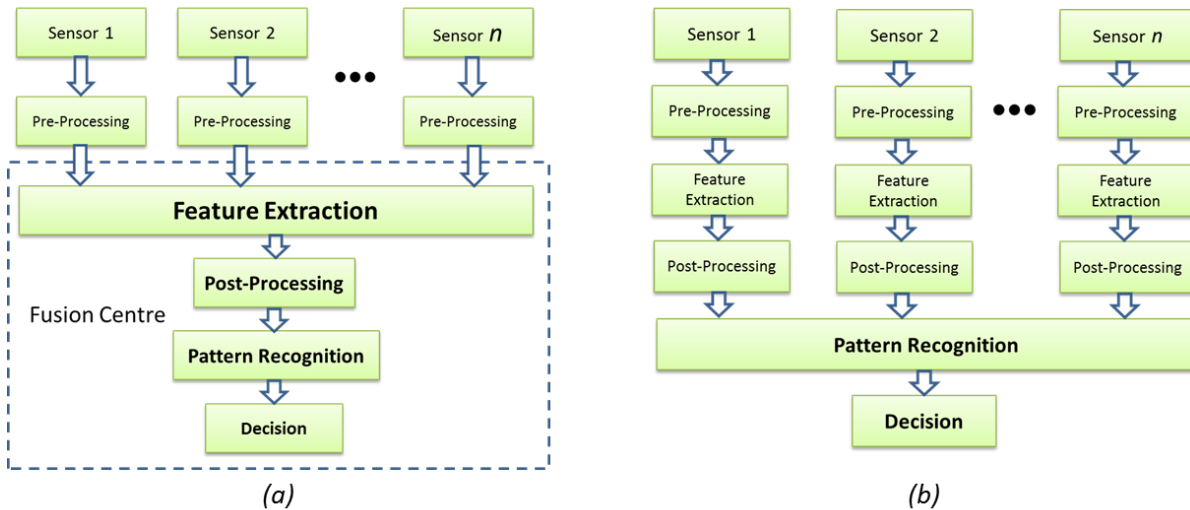 Sensor 1
Sensor 2
Sensor n
Pre-Processing
Pre-Processing
Pre-Processing
Feature Extraction
Post-Processing
Fusion Centre
Pattern Recognition
Decision
(a)
Sensor 1
Sensor 2
Sensor n
Pre-Processing
Pre-Processing
Pre-Processing
Feature
Extraction
Feature
Extraction
Feature
Extraction
Post-Processing
Post-Processing
Post-Processing
Pattern Recognition
Decision
(b)